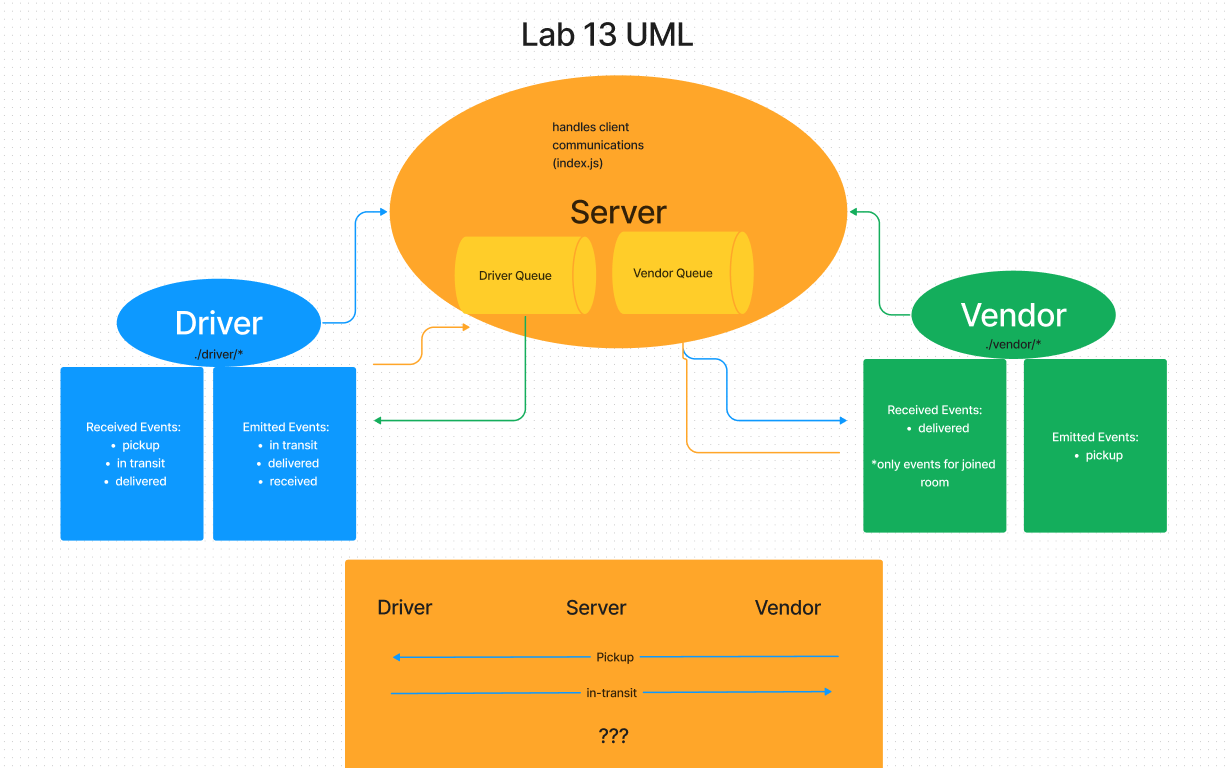 Lab 13 UML
handles client
communications
(index.js)
Server
Driver Queue
Vendor Queue
Driver
./driver/*
Vendor
./vendor/*
Received Events:
• pickup
• in transit
• delivered
Emitted Events:
• in transit
• delivered
• received
Received Events:
• delivered
*only events for joined
room
Emitted Events:
• pickup
Driver Server Vendor
Pickup
in-transit
???